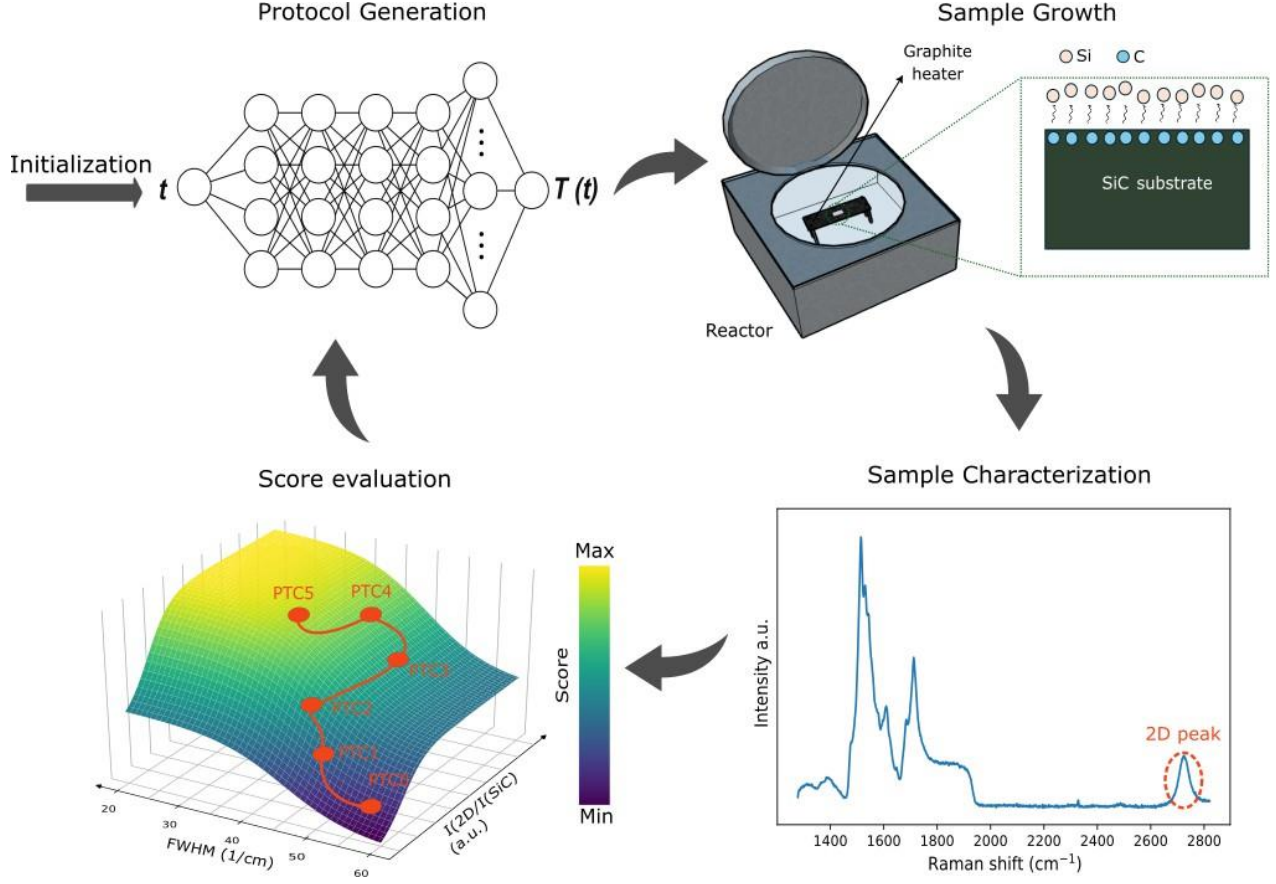 Protocol Generation
Initialization
t
T (t)
Sample Growth
Graphite
heater
Si
C
SiC substrate
Reactor
Score evaluation
PTC5
PTC4
PTC3
PTC2
PTC1
PTC0
20
30
40
50
60
FWHM (1/cm)
I(2D/I(SiC)
(a.u.)
Max
Score
Min
Sample Characterization
Intensity a.u.
2D peak
1400 1600 1800 2000 2200 2400 2600 2800
Raman shift (cm⁻¹)